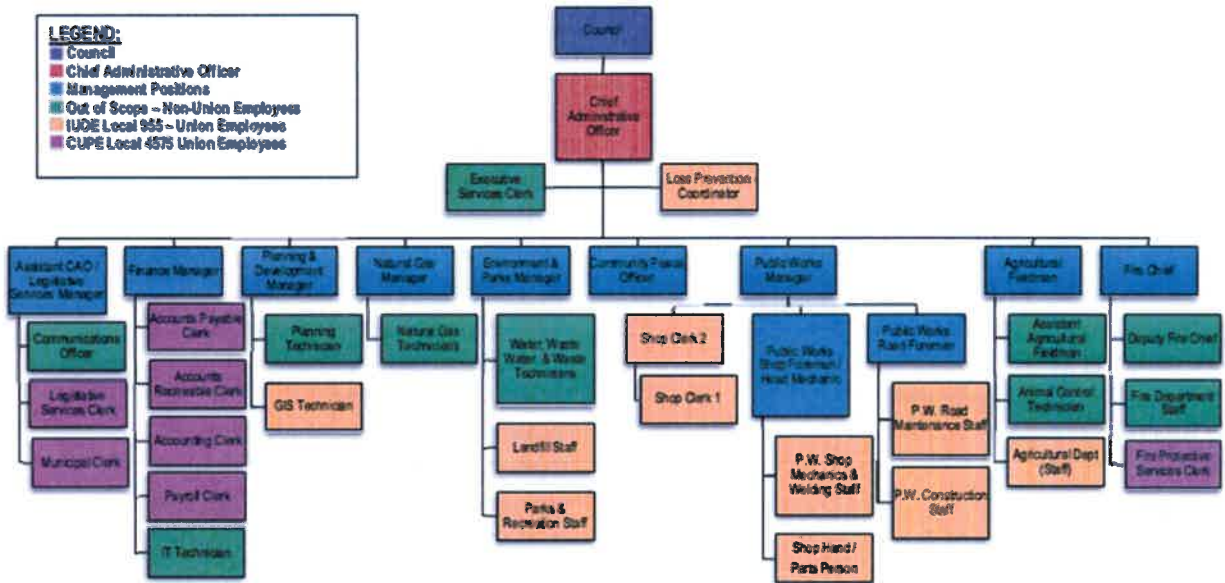 LEGEND:
Council
Chief Administrative Officer
Management Positions
Out of Scope – Non-Union Employees
IUOE Local 955 – Union Employees
CUPE Local 4575 Union Employees
Council
Chief
Administrative
Officer
Executive
Services Clerk
Loss Prevention
Coordinator
Assistant CAO /
Legislative
Services Manager
Finance Manager
Planning &
Development
Manager
Natural Gas
Manager
Environment &
Parks Manager
Community Peace
Officer
Public Works
Manager
Agricultural
Fieldman
Fire Chief
Communications
Officer
Legislative
Services Clerk
Municipal Clerk
Accounts Payable
Clerk
Accounts
Receivable Clerk
Accounting Clerk
Payroll Clerk
IT Technician
Planning
Technician
GIS Technician
Natural Gas
Technicians
Water, Waste
Water & Waste
Technicians
Landfill Staff
Parks &
Recreation Staff
Shop Clerk 2
Shop Clerk 1
Public Works
Shop Foreman /
Head Mechanic
P.W. Shop
Mechanics &
Welding Staff
Shop Hand /
Parts Person
Public Works
Road Foreman
P.W. Road
Maintenance Staff
P.W. Construction
Staff
Assistant
Agricultural
Fieldman
Animal Control
Technician
Agricultural Dept
(Staff)
Deputy Fire Chief
Fire Department
Staff
Fire Protective
Services Clerk